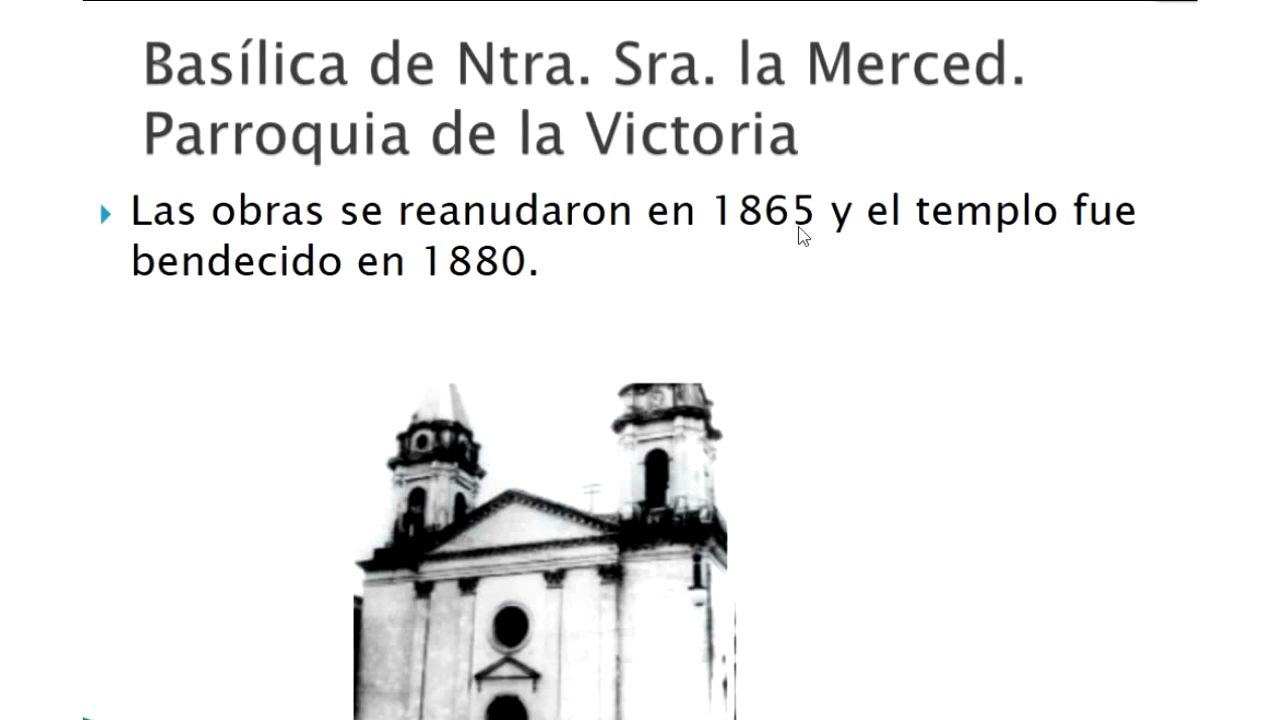 Basílica de Ntra. Sra. la Merced.
Parroquia de la Victoria
Las obras se reanudaron en 1865 y el templo fue
bendecido en 1880.